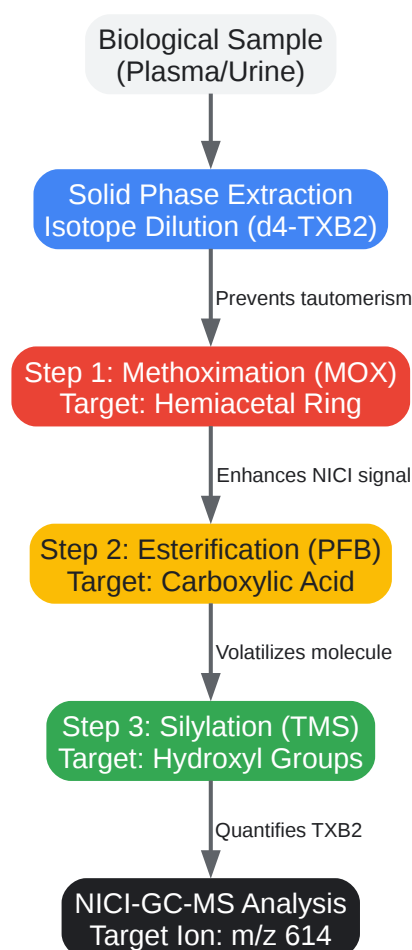 Biological Sample
(Plasma/Urine)
Solid Phase Extraction
Isotope Dilution (d4-TXB2)
Prevents tautomerism
Step 1: Methoximation (MOX)
Target: Hemiacetal Ring
Enhances NICI signal
Step 2: Esterification (PFB)
Target: Carboxylic Acid
Volatilizes molecule
Step 3: Silylation (TMS)
Target: Hydroxyl Groups
Quantifies TXB2
NICI-GC-MS Analysis
Target Ion: m/z 614